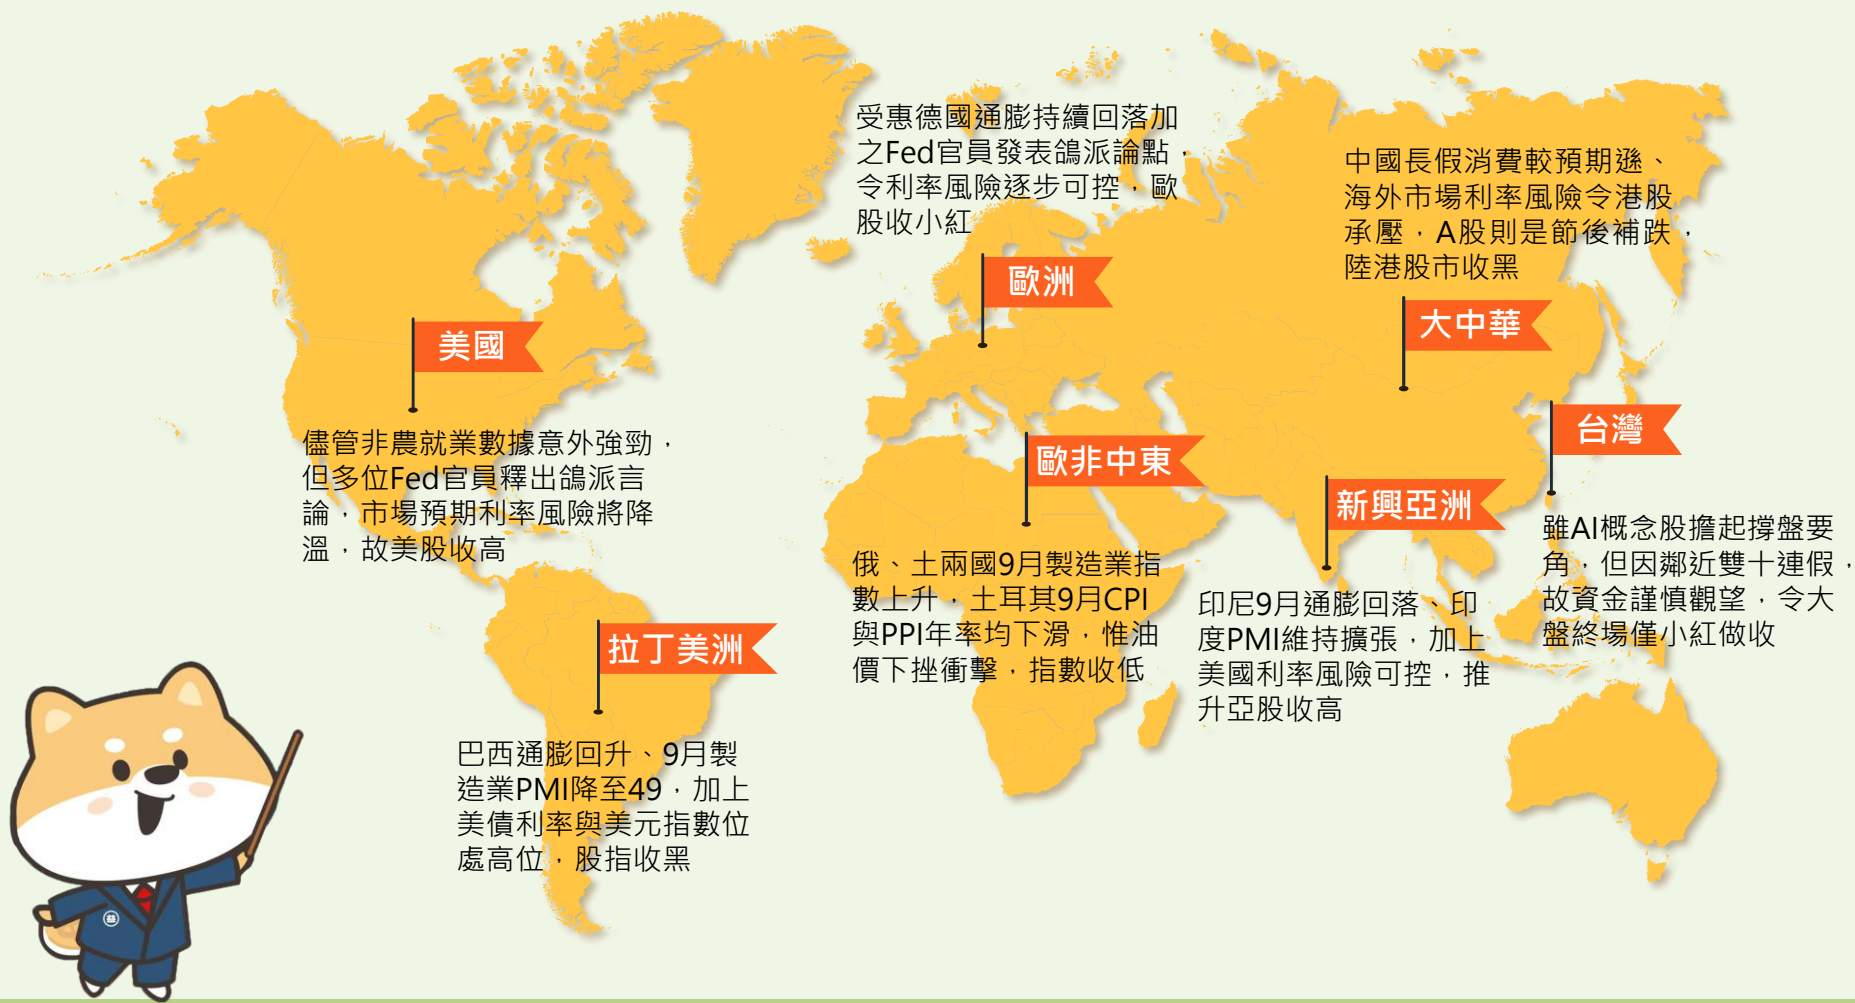 受惠德國通膨持續回落加
之Fed官員發表鴿派論點，
令利率風險逐步可控，歐
股收小紅
歐洲
中國長假消費較預期遜、
海外市場利率風險令港股
承壓，A股則是節後補跌，
陸港股市收黑
大中華
美國
儘管非農就業數據意外強勁，
但多位Fed官員釋出鴿派言
論，市場預期利率風險將降
溫，故美股收高
台灣
雖AI概念股擔起撐盤要
角，但因鄰近雙十連假，
故資金謹慎觀望，令大
盤終場僅小紅做收
歐非中東
俄、土兩國9月製造業指
數上升，土耳其9月CPI
與PPI年率均下滑，惟油
價下挫衝擊，指數收低
新興亞洲
印尼9月通膨回落、印
度PMI維持擴張，加上
美國利率風險可控，推
升亞股收高
拉丁美洲
巴西通膨回升、9月製
造業PMI降至49，加上
美債利率與美元指數位
處高位，股指收黑